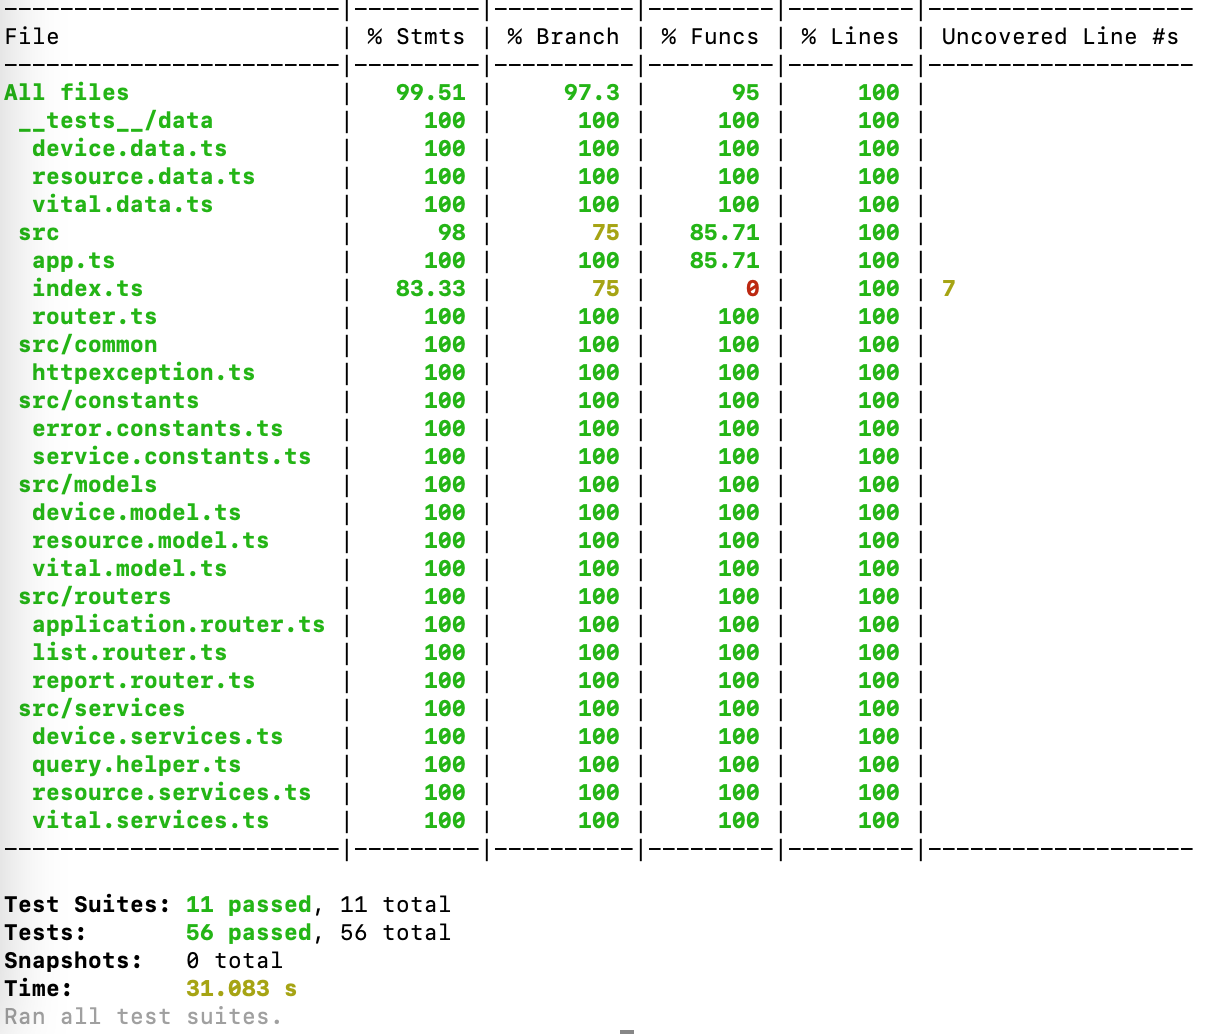 ------------------------|---------|----------|---------|---------|-------------------
File                    | % Stmts | % Branch | % Funcs | % Lines | Uncovered Line #s
------------------------|---------|----------|---------|---------|-------------------
All files               |   99.51 |     97.3 |      95 |     100 |
 __tests__/data         |     100 |      100 |     100 |     100 |
  device.data.ts        |     100 |      100 |     100 |     100 |
  resource.data.ts      |     100 |      100 |     100 |     100 |
  vital.data.ts         |     100 |      100 |     100 |     100 |
 src                    |      98 |       75 |   85.71 |     100 |
  app.ts                |     100 |      100 |   85.71 |     100 |
  index.ts              |   83.33 |       75 |       0 |     100 | 7
  router.ts             |     100 |      100 |     100 |     100 |
 src/common             |     100 |      100 |     100 |     100 |
  httpexception.ts      |     100 |      100 |     100 |     100 |
 src/constants          |     100 |      100 |     100 |     100 |
  error.constants.ts    |     100 |      100 |     100 |     100 |
  service.constants.ts  |     100 |      100 |     100 |     100 |
 src/models             |     100 |      100 |     100 |     100 |
  device.model.ts       |     100 |      100 |     100 |     100 |
  resource.model.ts     |     100 |      100 |     100 |     100 |
  vital.model.ts        |     100 |      100 |     100 |     100 |
 src/routers            |     100 |      100 |     100 |     100 |
  application.router.ts |     100 |      100 |     100 |     100 |
  list.router.ts        |     100 |      100 |     100 |     100 |
  report.router.ts      |     100 |      100 |     100 |     100 |
 src/services           |     100 |      100 |     100 |     100 |
  device.services.ts    |     100 |      100 |     100 |     100 |
  query.helper.ts       |     100 |      100 |     100 |     100 |
  resource.services.ts  |     100 |      100 |     100 |     100 |
  vital.services.ts     |     100 |      100 |     100 |     100 |
------------------------|---------|----------|---------|---------|-------------------
Test Suites: 11 passed, 11 total
Tests:       56 passed, 56 total
Snapshots:   0 total
Time:        31.083 s
Ran all test suites.